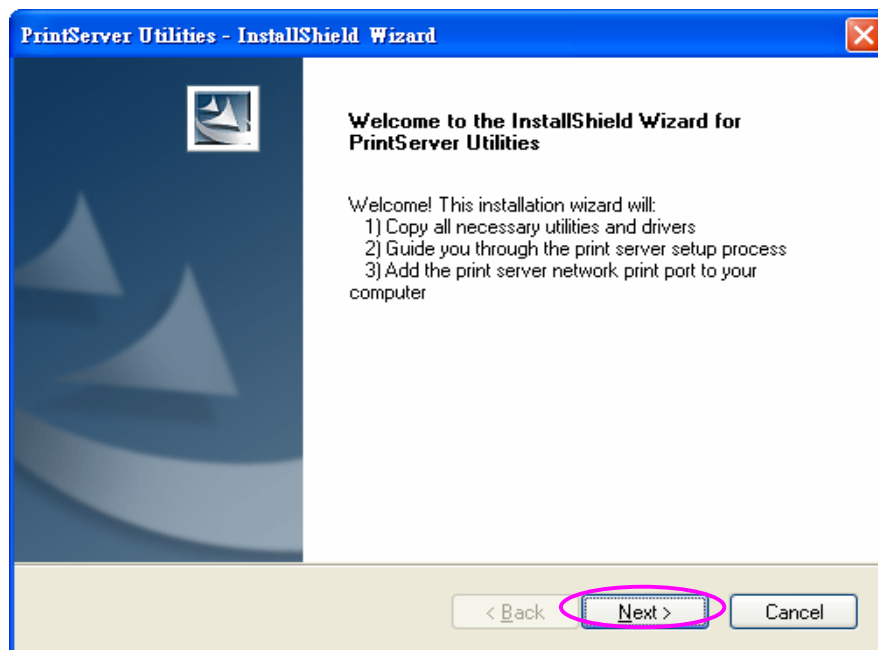 PrintServer Utilities - InstallShield Wizard
Welcome to the InstallShield Wizard for
PrintServer Utilities
Welcome! This installation wizard will:
1) Copy all necessary utilities and drivers
2) Guide you through the print server setup process
3) Add the print server network print port to your
computer
< Back
Next >
Cancel